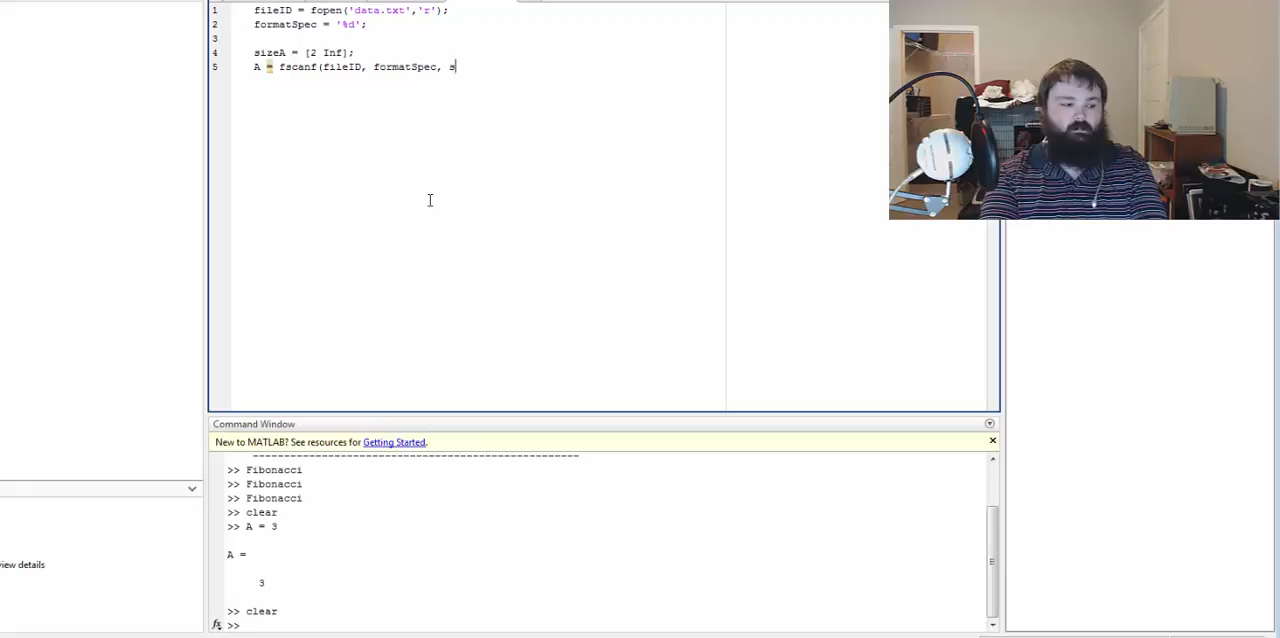 1 fileID = fopen('data.txt','r');
2 formatSpec = '%d';
3
4 sizeA = [2 Inf];
5 A = fscanf(fileID, formatSpec, s
Command Window
New to MATLAB? See resources for Getting Started.
>> Fibonacci
>> Fibonacci
>> Fibonacci
>> clear
>> A = 3
A =
3
>> clear
fx >>
view details